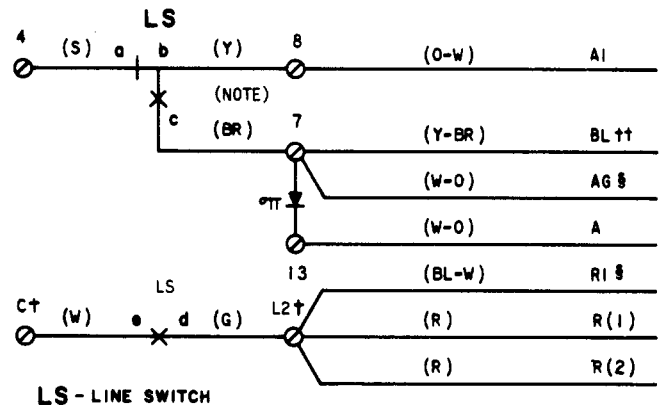 LS
4 (S) a b (Y) 8 (O-W) A1
(NOTE)
c (BR) 7 (Y-BR) BL ††
(W-O) AG §
(W-O) A
13 (BL-W) R1 §
LS
C† (W) e d (G) L2† (R) R(1)
(R) R(2)
LS - LINE SWITCH